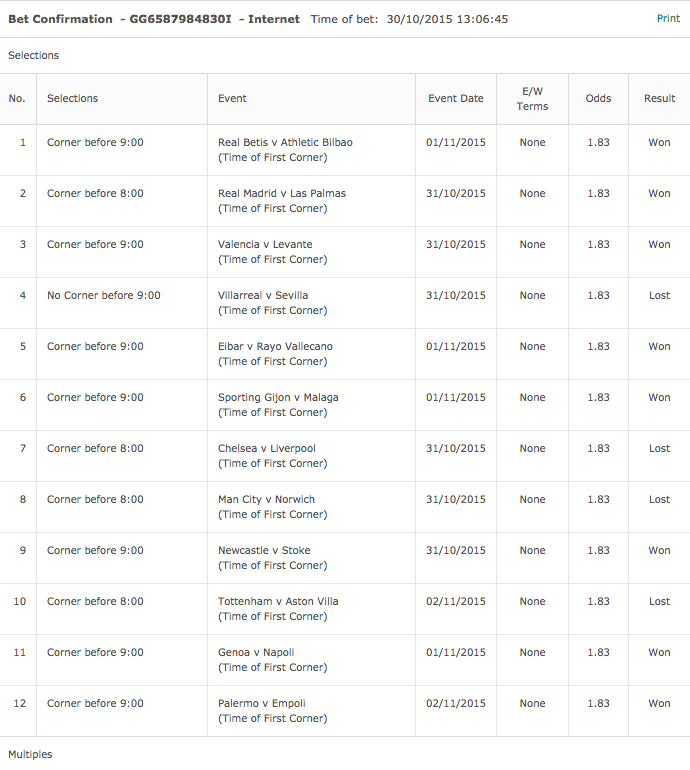 Bet Confirmation - GG6587984830I - Internet Time of bet: 30/10/2015 13:06:45 Print
Selections
No. Selections Event Event Date E/W Terms Odds Result
1 Corner before 9:00 Real Betis v Athletic Bilbao 01/11/2015 None 1.83 Won
(Time of First Corner)
2 Corner before 8:00 Real Madrid v Las Palmas 31/10/2015 None 1.83 Won
(Time of First Corner)
3 Corner before 9:00 Valencia v Levante 31/10/2015 None 1.83 Won
(Time of First Corner)
4 No Corner before 9:00 Villarreal v Sevilla 31/10/2015 None 1.83 Lost
(Time of First Corner)
5 Corner before 9:00 Eibar v Rayo Vallecano 01/11/2015 None 1.83 Won
(Time of First Corner)
6 Corner before 9:00 Sporting Gijon v Malaga 01/11/2015 None 1.83 Won
(Time of First Corner)
7 Corner before 8:00 Chelsea v Liverpool 31/10/2015 None 1.83 Lost
(Time of First Corner)
8 Corner before 8:00 Man City v Norwich 31/10/2015 None 1.83 Lost
(Time of First Corner)
9 Corner before 9:00 Newcastle v Stoke 31/10/2015 None 1.83 Won
(Time of First Corner)
10 Corner before 8:00 Tottenham v Aston Villa 02/11/2015 None 1.83 Lost
(Time of First Corner)
11 Corner before 9:00 Genoa v Napoli 01/11/2015 None 1.83 Won
(Time of First Corner)
12 Corner before 9:00 Palermo v Empoli 02/11/2015 None 1.83 Won
(Time of First Corner)
Multiples